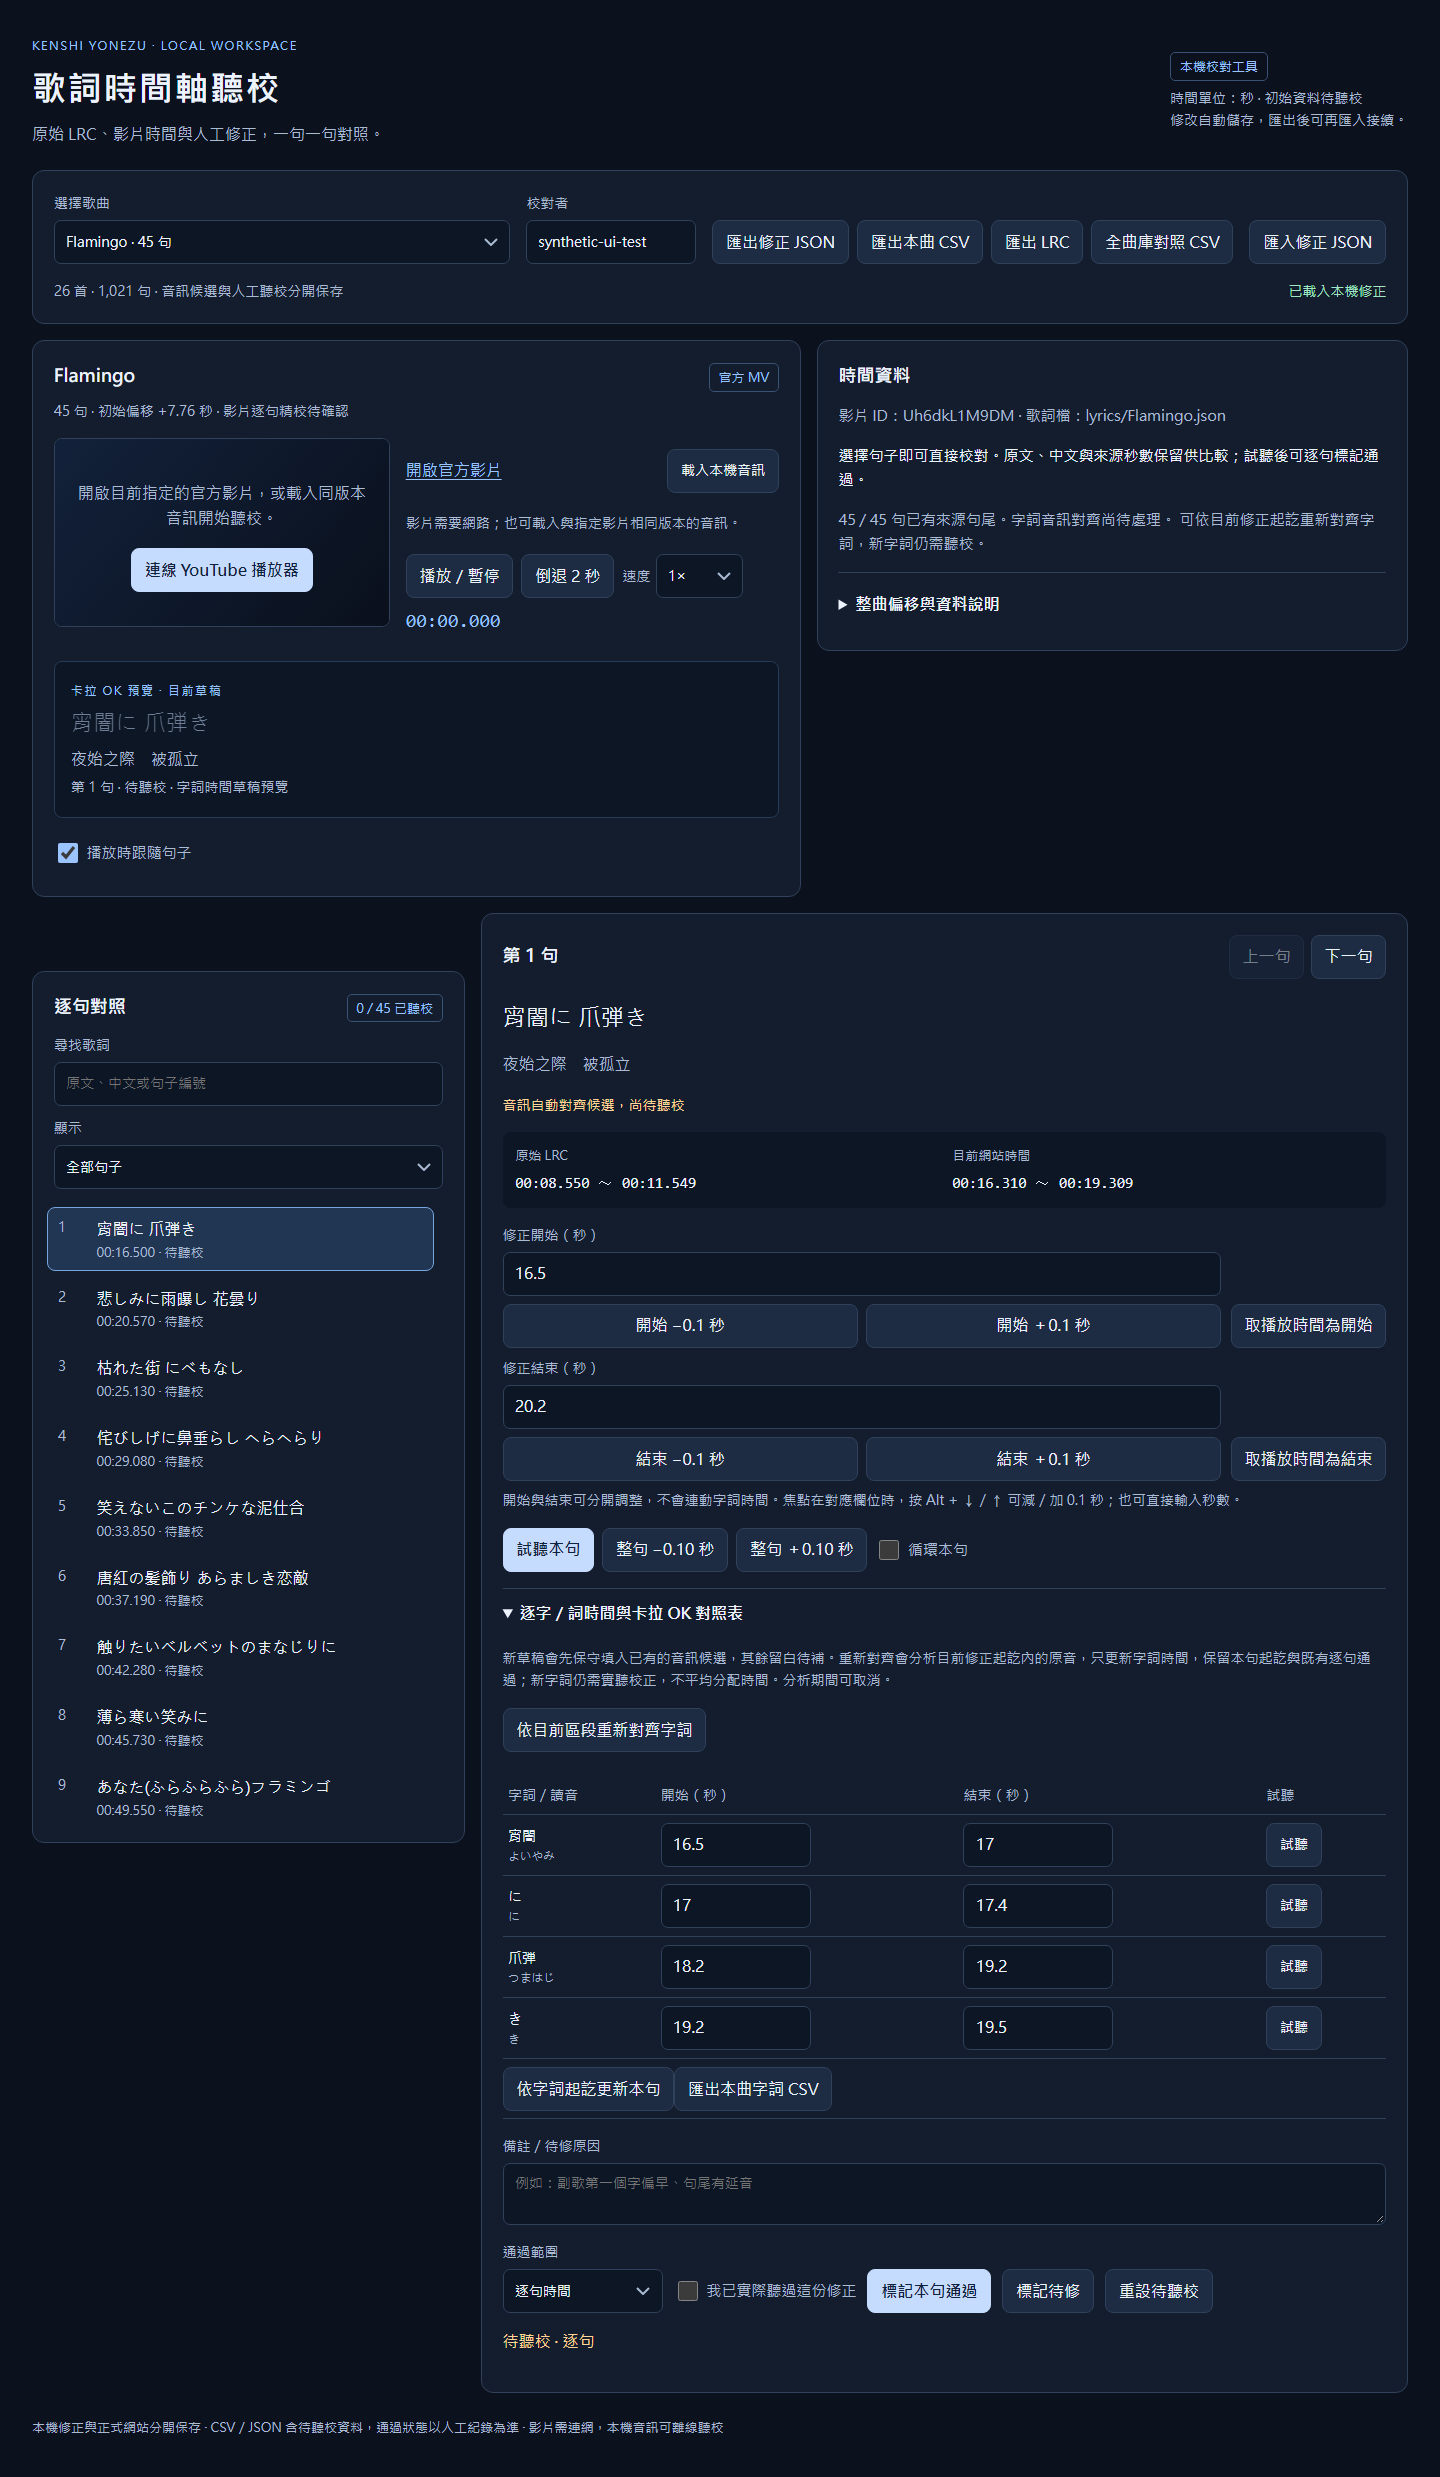 KENSHI YONEZU · LOCAL WORKSPACE
歌詞時間軸聽校
原始 LRC、影片時間與人工修正，一句一句對照。
本機校對工具
時間單位：秒 · 初始資料待聽校
修改自動儲存，匯出後可再匯入接續。
選擇歌曲
Flamingo · 45 句
校對者
synthetic-ui-test
匯出修正 JSON
匯出本曲 CSV
匯出 LRC
全曲庫對照 CSV
匯入修正 JSON
26 首 · 1,021 句 · 音訊候選與人工聽校分開保存
已載入本機修正
Flamingo
官方 MV
45 句 · 初始偏移 +7.76 秒 · 影片逐句精校待確認
開啟目前指定的官方影片，或載入同版本
音訊開始聽校。
連線 YouTube 播放器
開啟官方影片
載入本機音訊
影片需要網路；也可載入與指定影片相同版本的音訊。
播放 / 暫停
倒退 2 秒
速度
1×
00:00.000
卡拉 OK 預覽 · 目前草稿
宵闇に 爪弾き
夜始之際　被孤立
第 1 句 · 待聽校 · 字詞時間草稿預覽
播放時跟隨句子
時間資料
影片 ID：Uh6dkL1M9DM · 歌詞檔：lyrics/Flamingo.json
選擇句子即可直接校對。原文、中文與來源秒數保留供比較；試聽後可逐句標記通
過。
45 / 45 句已有來源句尾。字詞音訊對齊尚待處理。 可依目前修正起訖重新對齊字
詞，新字詞仍需聽校。
整曲偏移與資料說明
逐句對照
0 / 45 已聽校
尋找歌詞
原文、中文或句子編號
顯示
全部句子
1
宵闇に 爪弾き
00:16.500 · 待聽校
2
悲しみに雨曝し 花曇り
00:20.570 · 待聽校
3
枯れた街 にべもなし
00:25.130 · 待聽校
4
侘びしげに鼻垂らし へらへらり
00:29.080 · 待聽校
5
笑えないこのチンケな泥仕合
00:33.850 · 待聽校
6
唐紅の髪飾り あらましき恋敵
00:37.190 · 待聽校
7
触りたいベルベットのまなじりに
00:42.280 · 待聽校
8
薄ら寒い笑みに
00:45.730 · 待聽校
9
あなた(ふらふらふら)フラミンゴ
00:49.550 · 待聽校
第 1 句
上一句
下一句
宵闇に 爪弾き
夜始之際　被孤立
音訊自動對齊候選，尚待聽校
原始 LRC
00:08.550 ～ 00:11.549
目前網站時間
00:16.310 ～ 00:19.309
修正開始（秒）
16.5
開始 −0.1 秒
開始 ＋0.1 秒
取播放時間為開始
修正結束（秒）
20.2
結束 −0.1 秒
結束 ＋0.1 秒
取播放時間為結束
開始與結束可分開調整，不會連動字詞時間。焦點在對應欄位時，按 Alt + ↓ / ↑ 可減 / 加 0.1 秒；也可直接輸入秒數。
試聽本句
整句 −0.10 秒
整句 ＋0.10 秒
循環本句
逐字 / 詞時間與卡拉 OK 對照表
新草稿會先保守填入已有的音訊候選，其餘留白待補。重新對齊會分析目前修正起訖內的原音，只更新字詞時間，保留本句起訖與既有逐句通
過；新字詞仍需實聽校正，不平均分配時間。分析期間可取消。
依目前區段重新對齊字詞
字詞 / 讀音
開始（秒）
結束（秒）
試聽
宵闇
よいやみ
16.5
17
試聽
に
に
17
17.4
試聽
爪弾
つまはじ
18.2
19.2
試聽
き
き
19.2
19.5
試聽
依字詞起訖更新本句
匯出本曲字詞 CSV
備註 / 待修原因
例如：副歌第一個字偏早、句尾有延音
通過範圍
逐句時間
我已實際聽過這份修正
標記本句通過
標記待修
重設待聽校
待聽校 · 逐句
本機修正與正式網站分開保存 · CSV / JSON 含待聽校資料，通過狀態以人工紀錄為準 · 影片需連網，本機音訊可離線聽校